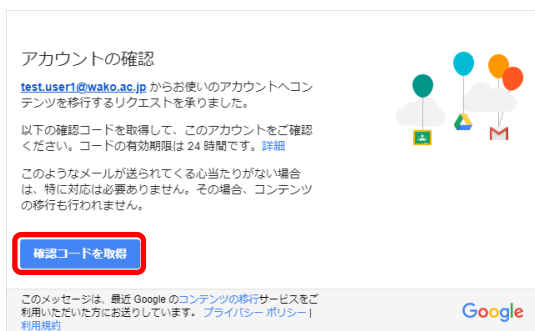 アカウントの確認
test.user1@wako.ac.jp からお使いのアカウントへコン
テンツを移行するリクエストを承りました。
以下の確認コードを取得して、このアカウントをご確認
ください。コードの有効期限は 24 時間です。詳細
このようなメールが送られてくる心当たりがない場合
は、特に対応は必要ありません。その場合、コンテンツ
の移行も行われません。
確認コードを取得
このメッセージは、最近 Google のコンテンツの移行サービスをご
利用いただいた方にお送りしています。 プライバシー ポリシー |
利用規約
Google